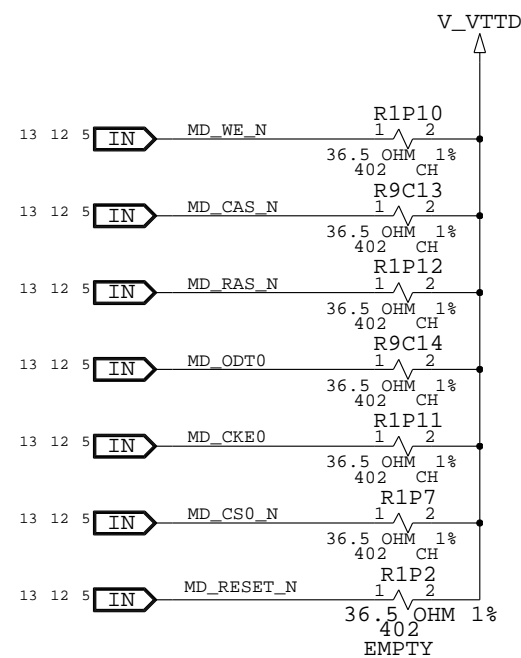 V_VTTD
R1P10
13 12 5 IN MD_WE_N 1 2
36.5 OHM 1%
402 CH
R9C13
13 12 5 IN MD_CAS_N 1 2
36.5 OHM 1%
402 CH
R1P12
13 12 5 IN MD_RAS_N 1 2
36.5 OHM 1%
402 CH
R9C14
13 12 5 IN MD_ODT0 1 2
36.5 OHM 1%
402 CH
R1P11
13 12 5 IN MD_CKE0 1 2
36.5 OHM 1%
402 CH
R1P7
13 12 5 IN MD_CS0_N 1 2
36.5 OHM 1%
402 CH
R1P2
13 12 5 IN MD_RESET_N 1 2
36.5 OHM 1%
402
EMPTY